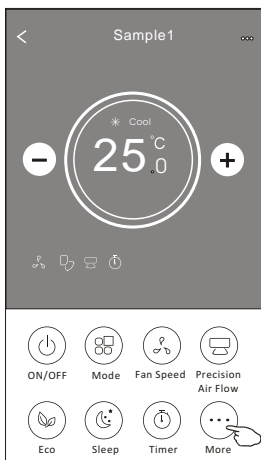 Sample1
Cool
25.0°C
ON/OFF
Mode
Fan Speed
Precision
Air Flow
Eco
Sleep
Timer
More